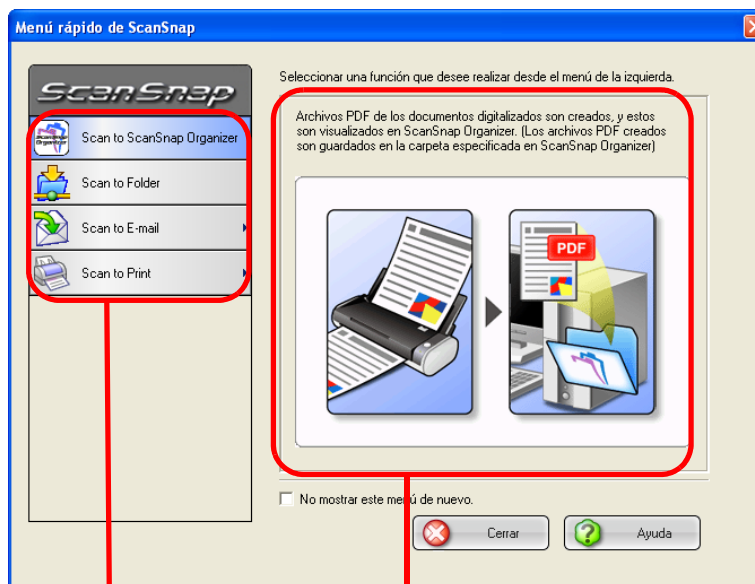 Menú rápido de ScanSnap
ScanSnap
Scan to ScanSnap Organizer
Scan to Folder
Scan to E-mail
Scan to Print
Seleccionar una función que desee realizar desde el menú de la izquierda.
Archivos PDF de los documentos digitalizados son creados, y estos
son visualizados en ScanSnap Organizer. (Los archivos PDF creados
son guardados en la carpeta especificada en ScanSnap Organizer)
PDF
No mostrar este menú de nuevo.
Cerrar
Ayuda